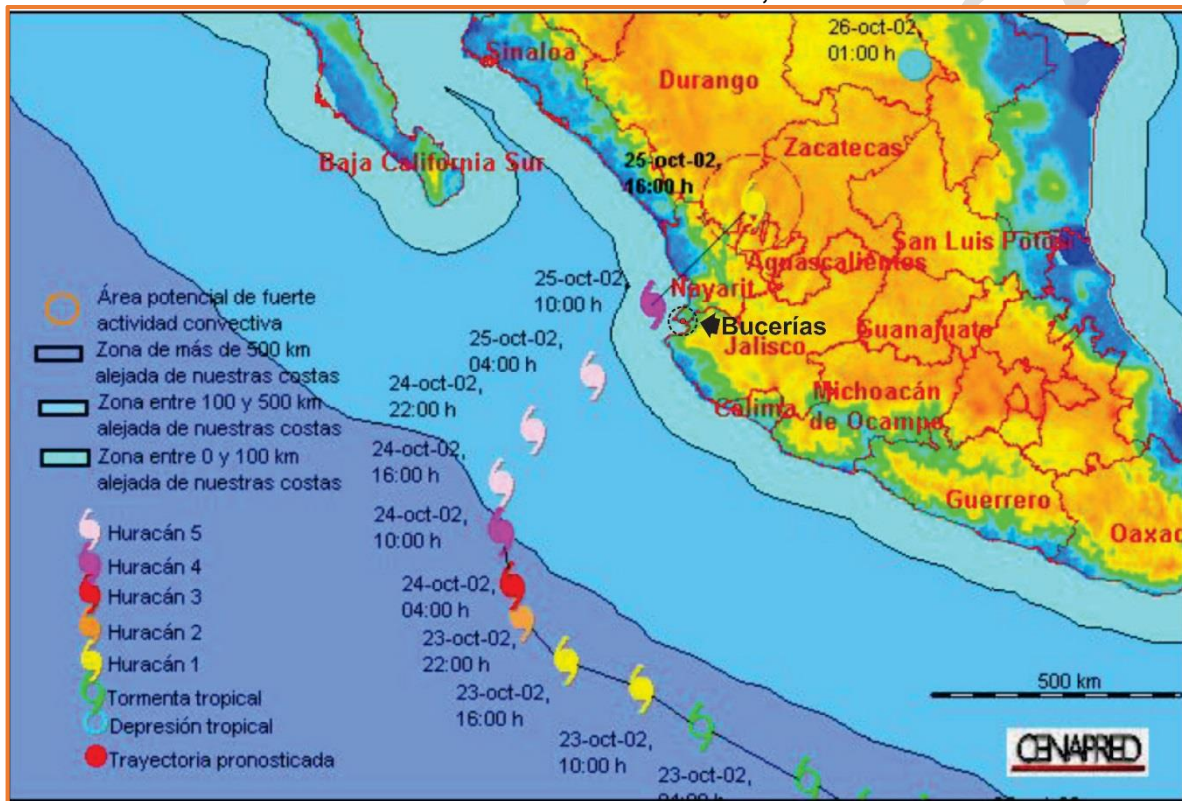 26-oct-02,
01:00 h
Sinaloa
Durango
Zacatecas
Baja California Sur
25-oct-02,
16:00 h
San Luis Potosí
Aguascalientes
25-oct-02,
10:00 h
Nayarit
Bucerías
Guanajuato
Jalisco
25-oct-02,
04:00 h
Michoacán
de Ocampo
Colima
24-oct-02,
22:00 h
24-oct-02,
16:00 h
Guerrero
Oaxac
24-oct-02,
10:00 h
24-oct-02,
04:00 h
23-oct-02,
22:00 h
23-oct-02,
16:00 h
23-oct-02,
10:00 h
23-oct-02,
04:00 h
Área potencial de fuerte
actividad convectiva
Zona de más de 500 km
alejada de nuestras costas
Zona entre 100 y 500 km
alejada de nuestras costas
Zona entre 0 y 100 km
alejada de nuestras costas
Huracán 5
Huracán 4
Huracán 3
Huracán 2
Huracán 1
Tormenta tropical
Depresión tropical
Trayectoria pronosticada
500 km
CENAPRED